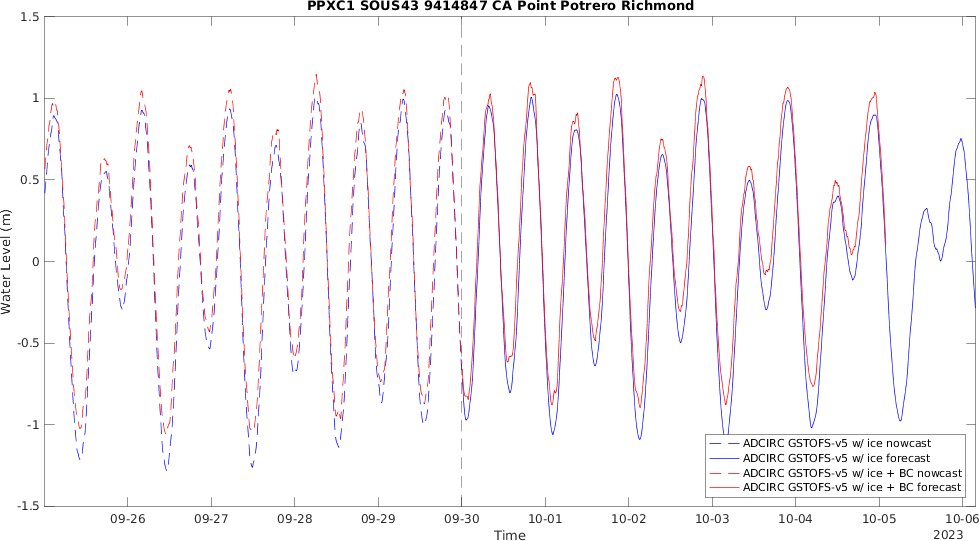 PPXC1 SOUS43 9414847 CA Point Potrero Richmond
1.5
1
0.5
0
-0.5
-1
-1.5
Water Level (m)
09-26 09-27 09-28 09-29 09-30 10-01 10-02 10-03 10-04 10-05 10-06
2023
Time
ADCIRC GSTOFS-v5 w/ ice nowcast
ADCIRC GSTOFS-v5 w/ ice forecast
ADCIRC GSTOFS-v5 w/ ice + BC nowcast
ADCIRC GSTOFS-v5 w/ ice + BC forecast